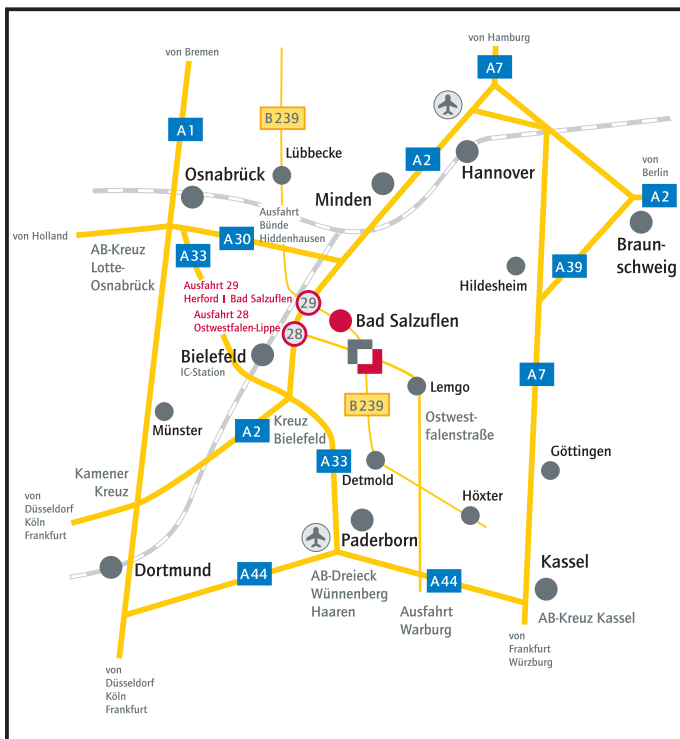 von Hamburg
von Bremen
A7
B239
A1
Lübbecke
A2
Hannover
von
Berlin
Osnabrück
Minden
A2
Ausfahrt
Bünde
Hiddenhausen
von Holland
A30
A33
AB-Kreuz
Lotte-
Osnabrück
Braun-
schweig
A39
Hildesheim
Ausfahrt 29
Herford I Bad Salzuflen
29
Ausfahrt 28
Ostwestfalen-Lippe
28
Bad Salzuflen
Bielefeld
IC-Station
A7
Lemgo
B239
Ostwest-
falenstraße
Münster
A2
Kreuz
Bielefeld
A33
Göttingen
Kamener
Kreuz
Detmold
Höxter
von
Düsseldorf
Köln
Frankfurt
Paderborn
Dortmund
A44
AB-Dreieck
Wünnenberg
Haaren
A44
Kassel
Ausfahrt
Warburg
AB-Kreuz Kassel
von
Frankfurt
Würzburg
von
Düsseldorf
Köln
Frankfurt